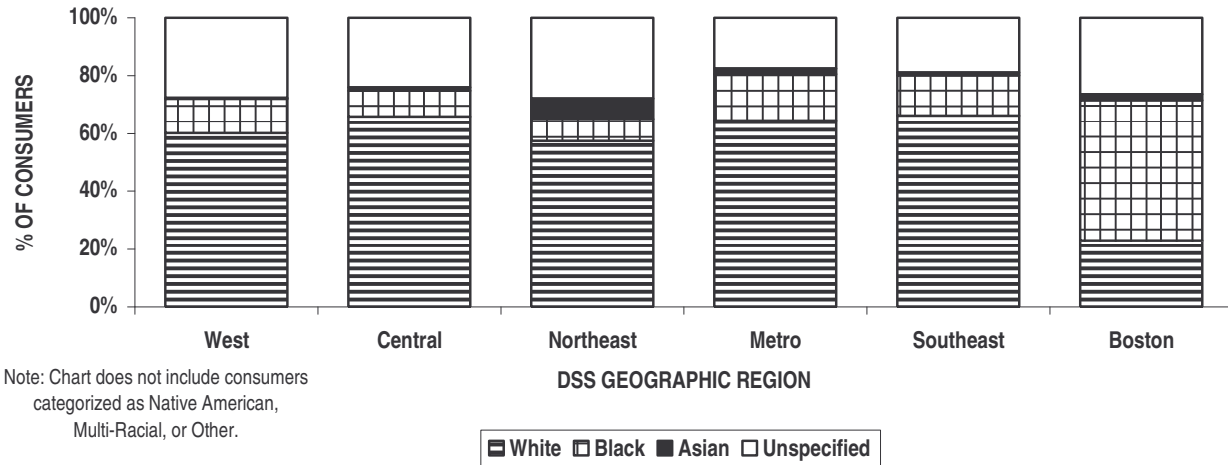 100%
80%
60%
40%
20%
0%
% OF CONSUMERS
West Central Northeast Metro Southeast Boston
DSS GEOGRAPHIC REGION
Note: Chart does not include consumers
categorized as Native American,
Multi-Racial, or Other.
White Black Asian Unspecified